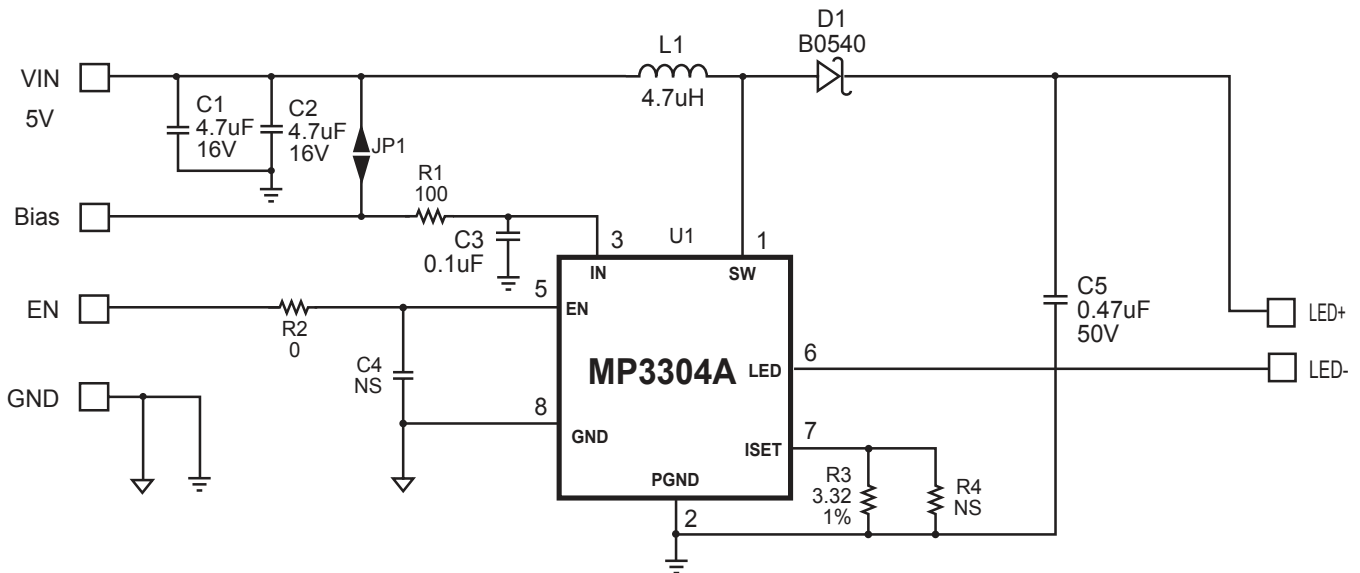 D1
B0540
L1
4.7uH
VIN
5V
C1
4.7uF
16V
C2
4.7uF
16V
JP1
R1
100
Bias
C3
0.1uF
3
U1
1
IN
SW
EN
R2
0
5
EN
C4
NS
MP3304A
LED
6
C5
0.47uF
50V
LED+
LED-
GND
8
GND
7
ISET
R3
3.32
1%
R4
NS
PGND
2